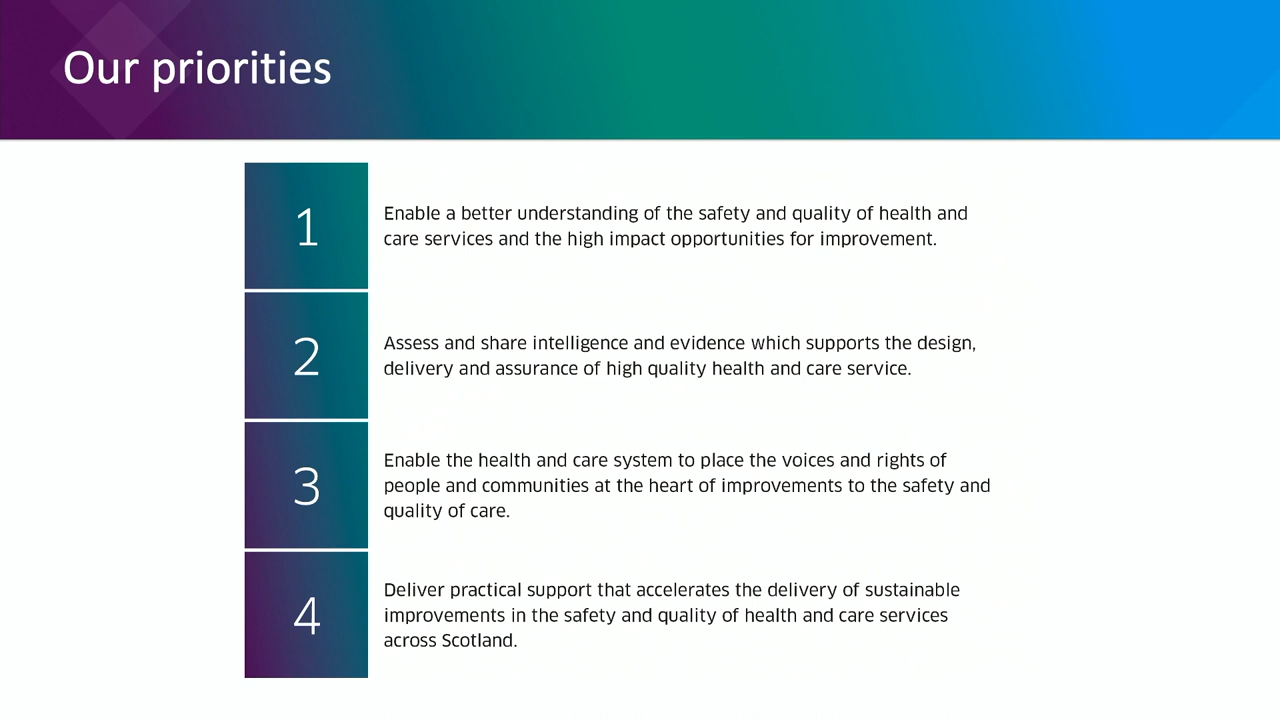 Our priorities
1
Enable a better understanding of the safety and quality of health and
care services and the high impact opportunities for improvement.
2
Assess and share intelligence and evidence which supports the design,
delivery and assurance of high quality health and care service.
3
Enable the health and care system to place the voices and rights of
people and communities at the heart of improvements to the safety and
quality of care.
4
Deliver practical support that accelerates the delivery of sustainable
improvements in the safety and quality of health and care services
across Scotland.